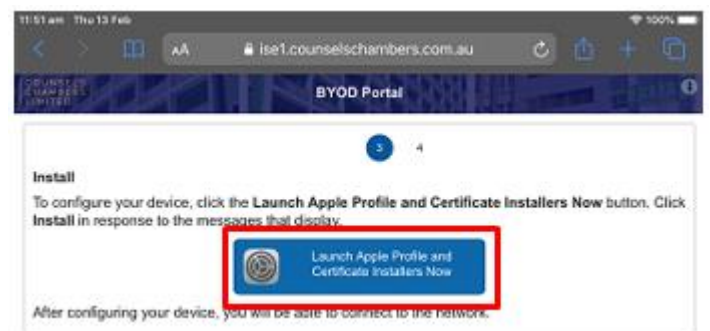 11:51 am Thu 13 Feb 100%
AA ise1.counselschambers.com.au
COUNSEL'S
CHAMBERS
LIMITED
BYOD Portal
3 4
Install
To configure your device, click the Launch Apple Profile and Certificate Installers Now button. Click
Install in response to the messages that display.
Launch Apple Profile and
Certificate Installers Now
After configuring your device, you will be able to connect to the network.